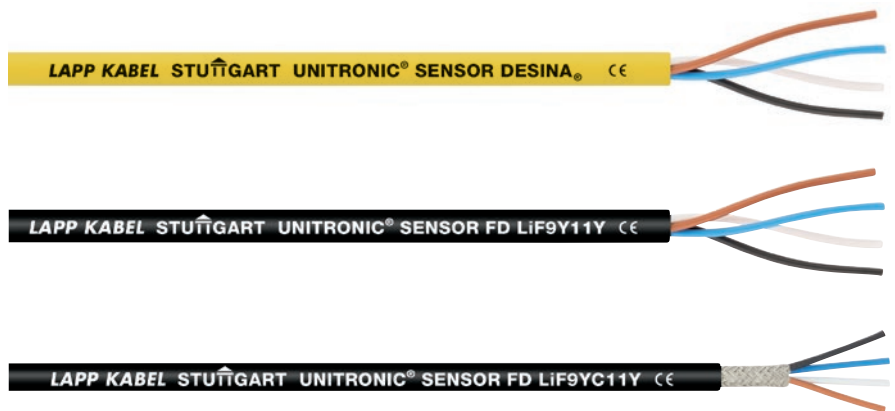 LAPP KABEL STUTTGART UNITRONIC® SENSOR DESINA® CE
LAPP KABEL STUTTGART UNITRONIC® SENSOR FD LiF9Y11Y CE
LAPP KABEL STUTTGART UNITRONIC® SENSOR FD LiF9YC11Y CE